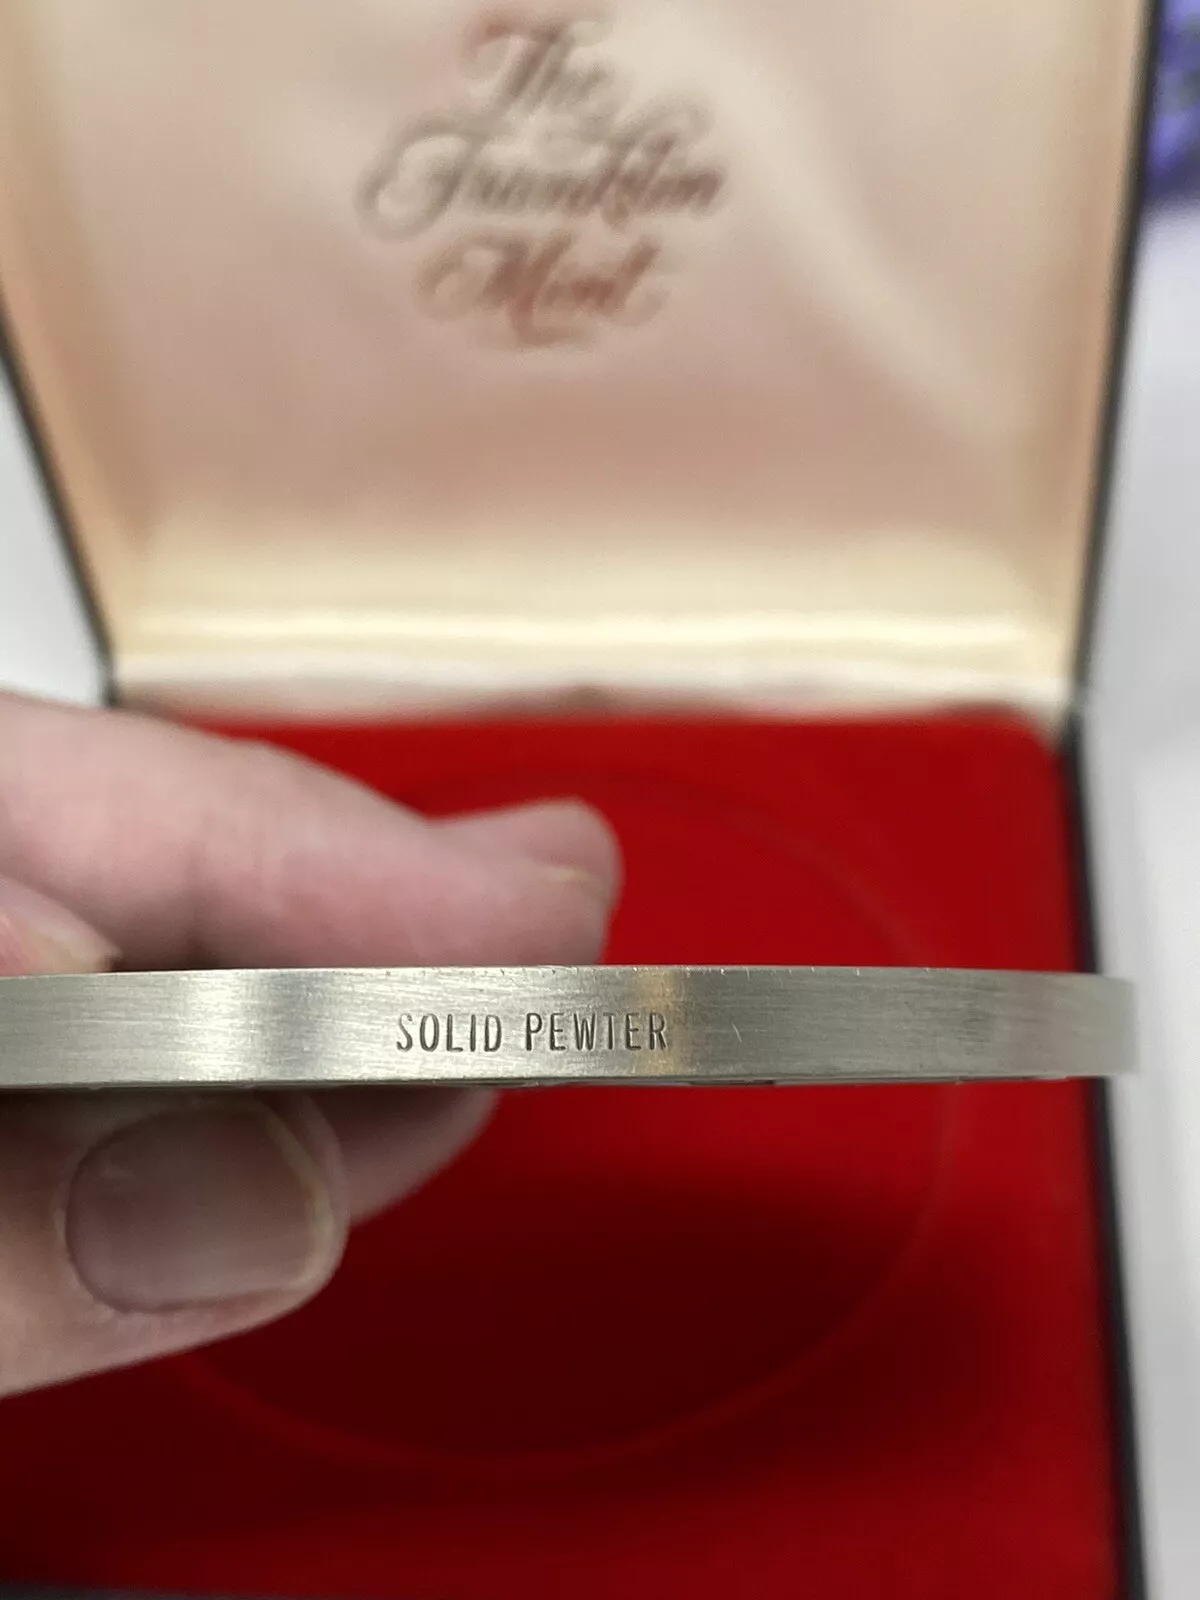 The
Franklin
Mint
SOLID PEWTER